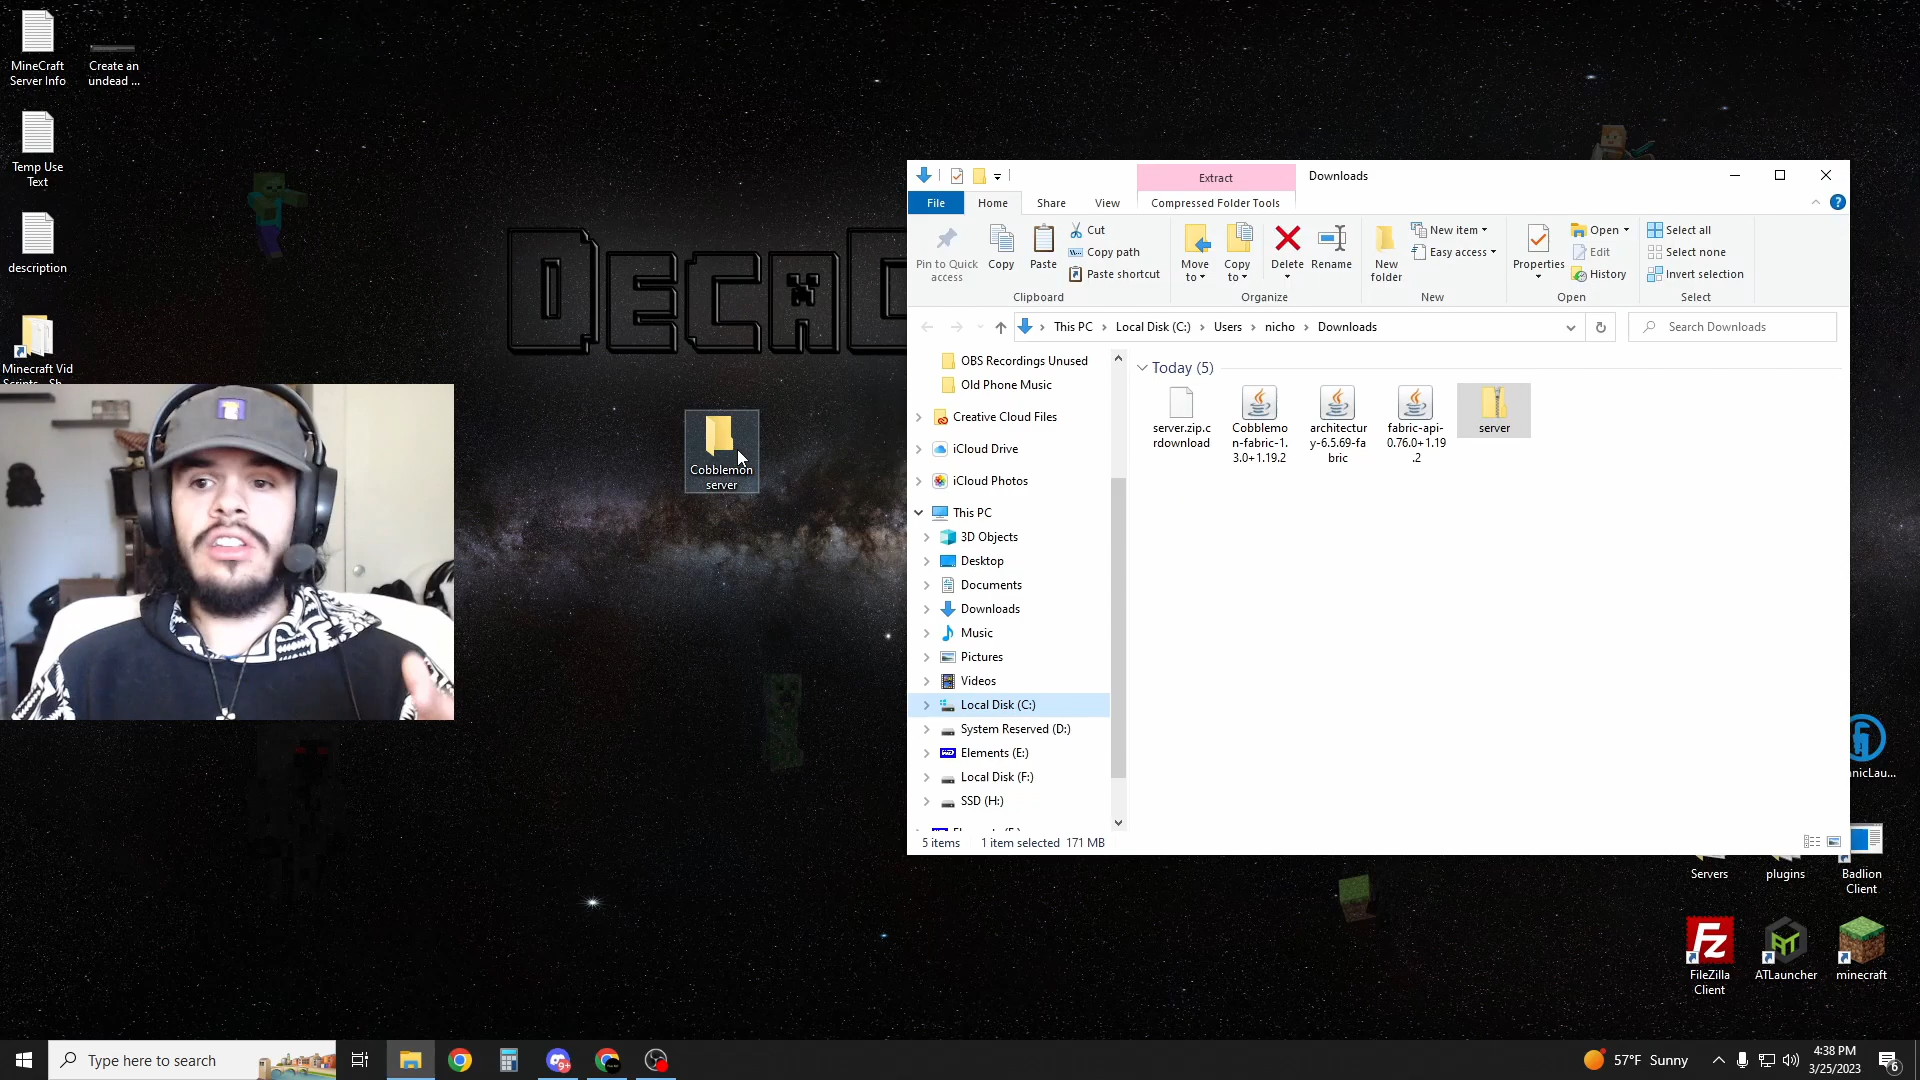 MineCraft
Server Info
Create an
undead ...
Temp Use
Text
description
Minecraft Vid
Cobblemon
server
Extract
Downloads
File
Home
Share
View
Compressed Folder Tools
Pin to Quick
access
Copy
Paste
Cut
Copy path
Paste shortcut
Clipboard
Move
to
Copy
to
Delete
Rename
Organize
New
folder
New item
Easy access
New
Properties
Open
Edit
History
Open
Select all
Select none
Invert selection
Select
This PC
Local Disk (C:)
Users
nicho
Downloads
Search Downloads
OBS Recordings Unused
Old Phone Music
Creative Cloud Files
iCloud Drive
iCloud Photos
This PC
3D Objects
Desktop
Documents
Downloads
Music
Pictures
Videos
Local Disk (C:)
System Reserved (D:)
Elements (E:)
Local Disk (F:)
SSD (H:)
Today (5)
server.zip.c
rdownload
Cobblemo
n-fabric-1.
3.0+1.19.2
architectur
y-6.5.69-fa
bric
fabric-api-
0.76.0+1.19
.2
server
5 items
1 item selected
171 MB
anicLau...
Servers
plugins
Badlion
Client
FileZilla
Client
ATLauncher
minecraft
Type here to search
9+
57°F Sunny
4:38 PM
3/25/2023
6